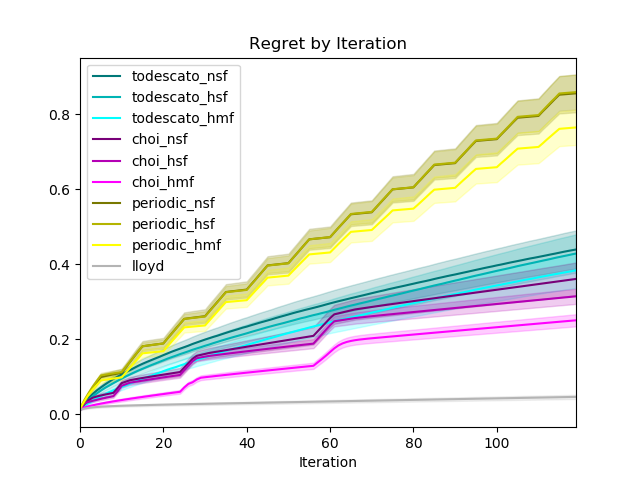 Regret by Iteration
todescato_nsf
todescato_hsf
todescato_hmf
choi_nsf
choi_hsf
choi_hmf
periodic_nsf
periodic_hsf
periodic_hmf
lloyd
0.8
0.6
0.4
0.2
0.0
0 20 40 60 80 100
Iteration